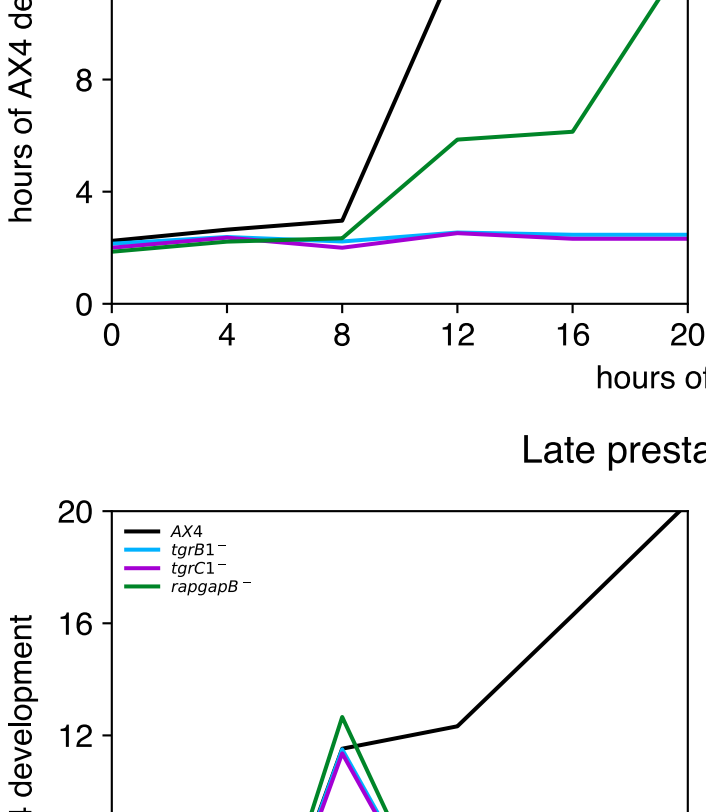 hours of AX4 de
8
4
0
0 4 8 12 16 20
hours of
Late presta
20
AX4
tgrB1⁻
tgrC1⁻
rapgapB⁻
16
12
4 development